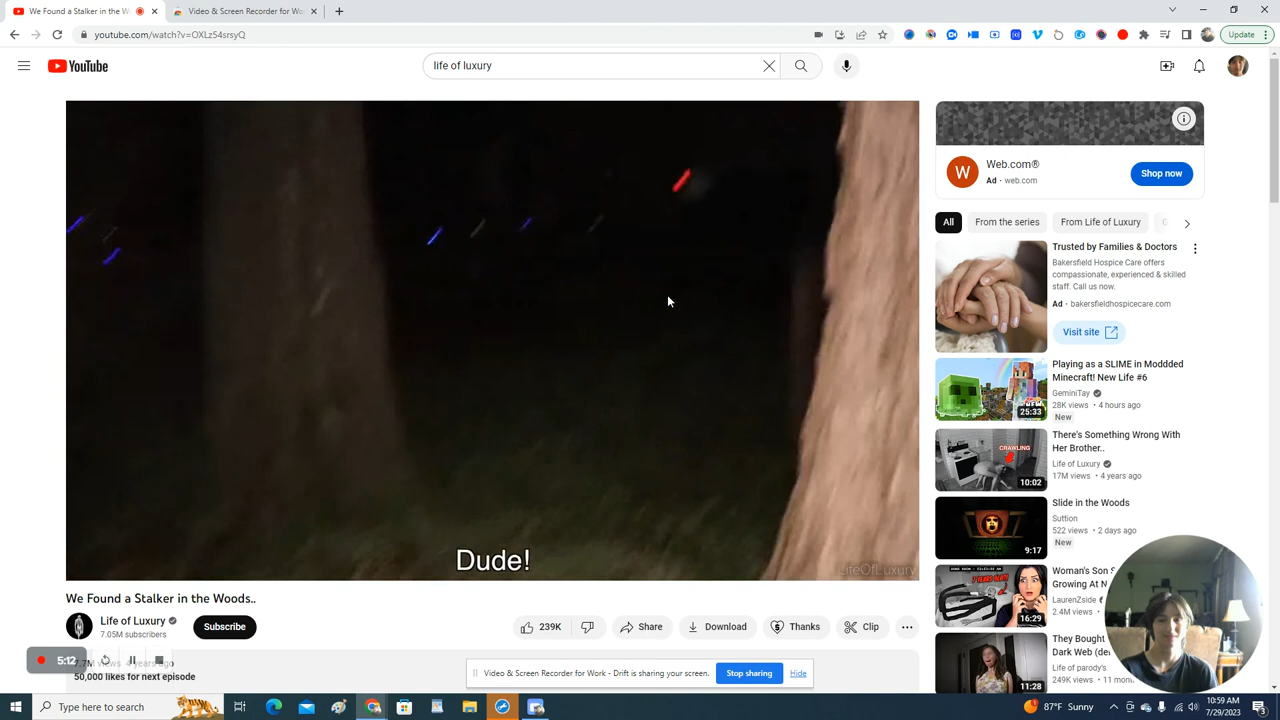 We Found a Stalker in the W
Video & Screen Recorder for Wo
youtube.com/watch?v=OXLz54srsyQ
Update
YouTube
life of luxury
Web.com®
Ad · web.com
Shop now
W
All
From the series
From Life of Luxury
Trusted by Families & Doctors
Bakersfield Hospice Care offers
compassionate, experienced & skilled
staff. Call us now.
Ad · bakersfieldhospicecare.com
Visit site
Playing as a SLIME in Moddded
Minecraft! New Life #6
GeminiTay
28K views • 4 hours ago
New
25:33
There's Something Wrong With
Her Brother..
Life of Luxury
17M views • 4 years ago
CRAWLING
10:02
Slide in the Woods
Suttion
522 views • 2 days ago
New
9:17
Woman's Son S
Growing At N
LaurenZside
2.4M views
16:29
They Bought
Dark Web (de
Life of parody's
249K views • 11 mon
11:28
Dude!
LifeOfLuxury
We Found a Stalker in the Woods..
Life of Luxury
7.05M subscribers
Subscribe
239K
Share
Download
Thanks
Clip
5:12
7.7M views 4 years ago
50,000 likes for next episode
Video & Screen Recorder for Work - Drift is sharing your screen.
Stop sharing
Hide
Type here to search
87°F Sunny
10:59 AM
7/29/2023
3